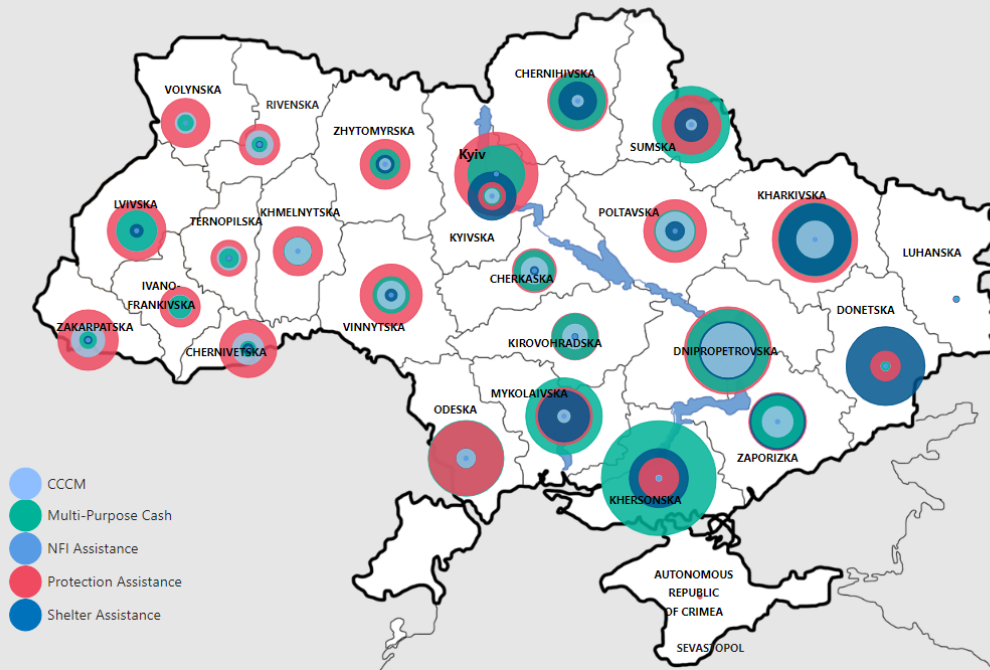 CHERNIHIVSKA
VOLYNSKA
RIVENSKA
ZHYTOMYRSKA
SUMSKA
Kyiv
KHARKIVSKA
LVIVSKA
TERNOPILSKA
KHMELNYTSKA
POLTAVSKA
KYIVSKA
LUHANSKA
CHERKASKA
IVANO-
FRANKIVSKA
DONETSKA
ZAKARPATSKA
VINNYTSKA
CHERNIVETSKA
KIROVOHRADSKA
DNIPROPETROVSKA
MYKOLAIVSKA
ODESKA
ZAPORIZKA
KHERSONSKA
CCCM
Multi-Purpose Cash
NFI Assistance
Protection Assistance
Shelter Assistance
AUTONOMOUS
REPUBLIC
OF CRIMEA
SEVASTOPOL